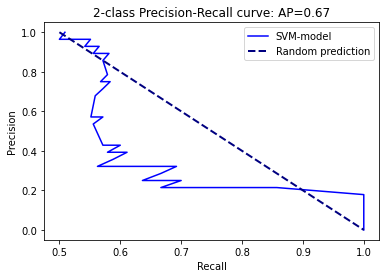 2-class Precision-Recall curve: AP=0.67
SVM-model
Random prediction
Precision
1.0
0.8
0.6
0.4
0.2
0.0
0.5 0.6 0.7 0.8 0.9 1.0
Recall